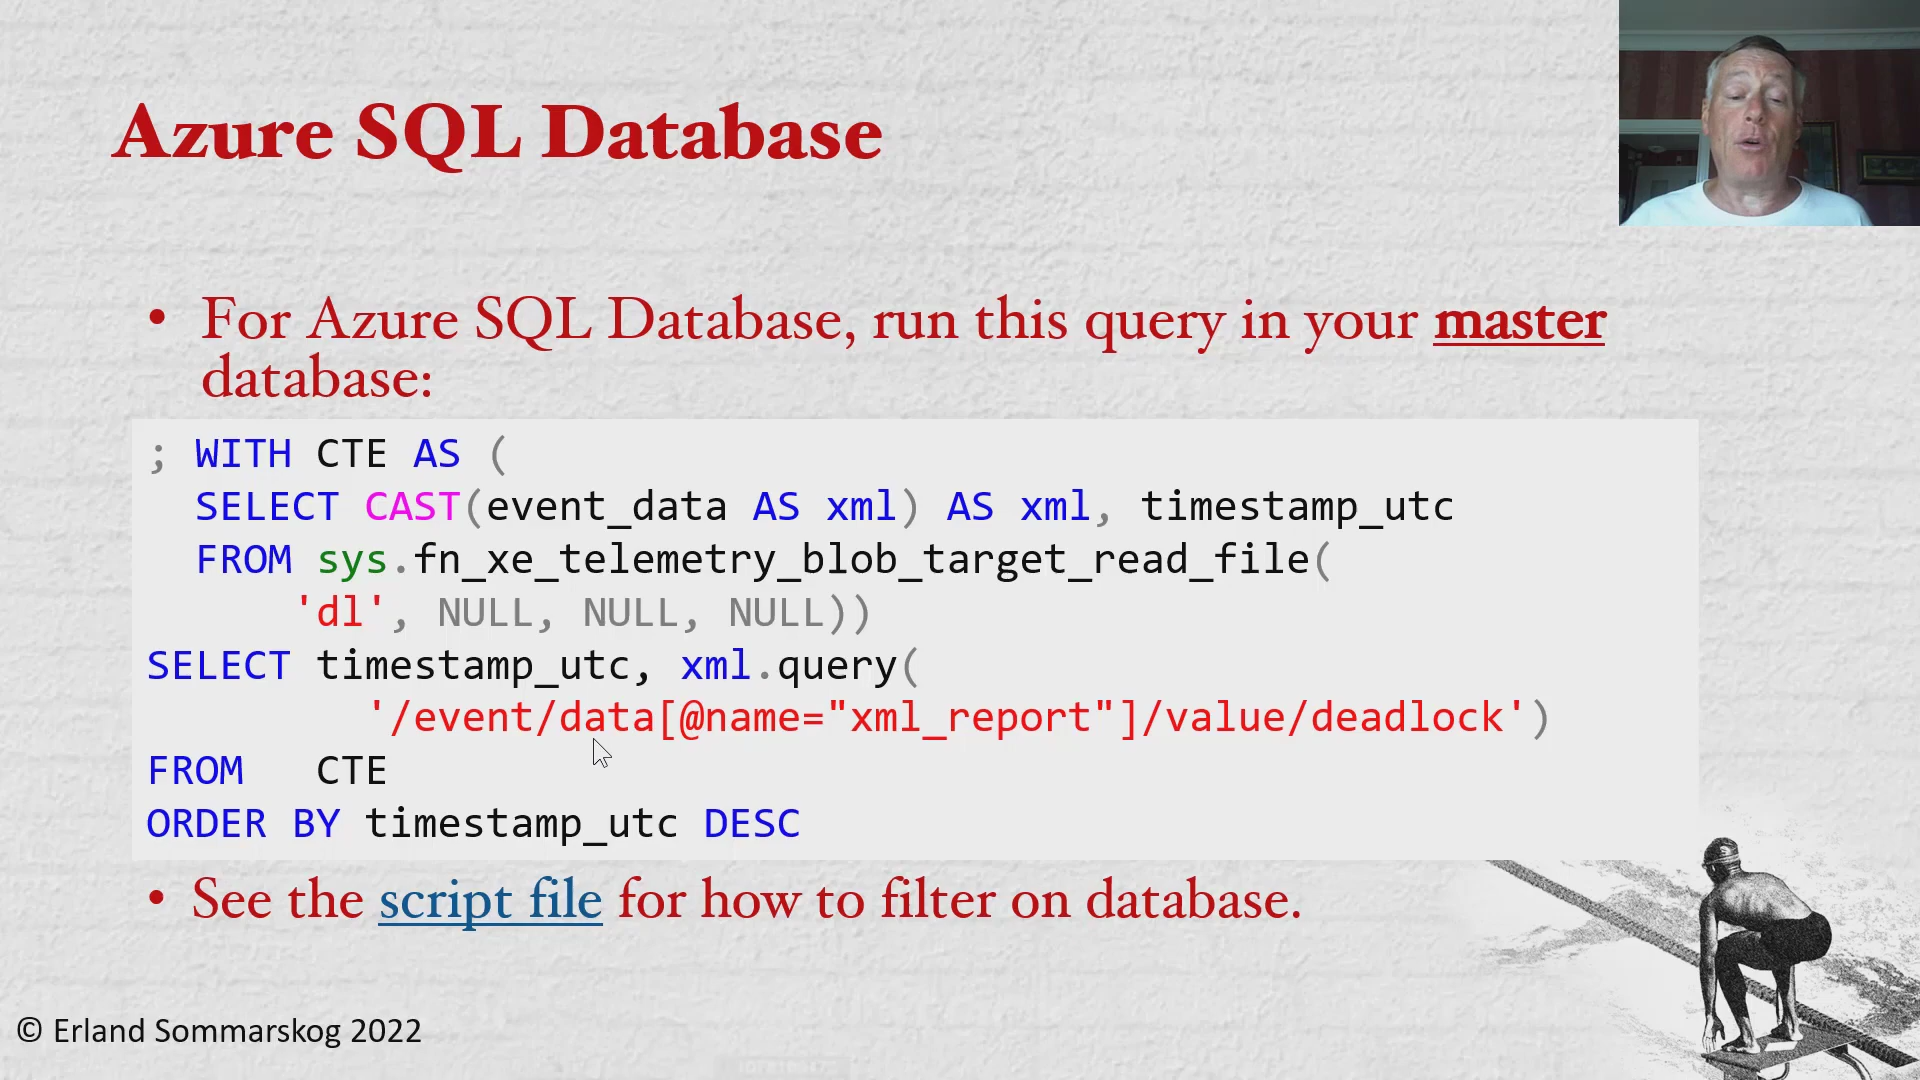 Azure SQL Database
• For Azure SQL Database, run this query in your master
database:
; WITH CTE AS (
SELECT CAST(event_data AS xml) AS xml, timestamp_utc
FROM sys.fn_xe_telemetry_blob_target_read_file(
'dl', NULL, NULL, NULL))
SELECT timestamp_utc, xml.query(
'/event/data[@name="xml_report"]/value/deadlock')
FROM CTE
ORDER BY timestamp_utc DESC
• See the script file for how to filter on database.
© Erland Sommarskog 2022